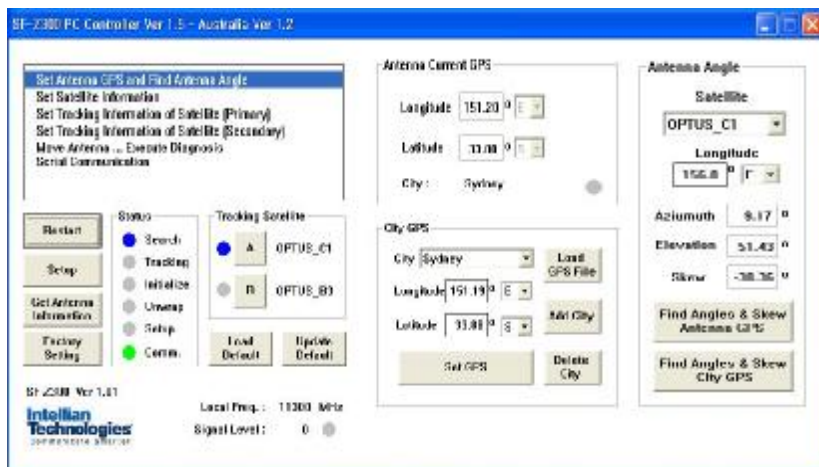 SF-Z300 PC Controller Ver 1.5 - Australia Ver 1.2
Set Antenna GPS and Find Antenna Angle
Set Satellite Information
Set Tracking Information of Satellite (Primary)
Set Tracking Information of Satellite (Secondary)
Move Antenna ... Execute Diagnosis
Serial Communication
Restart
Setup
Get Antenna
Information
Factory
Setting
Status
Search
Tracking
Initialize
Unwrap
Setup
Comm.
Tracking Satellite
A OPTUS_C1
B OPTUS_B3
Load
Default
Update
Default
Ver 1.01
Intellian
Technologies
Local Freq. : 11300 MHz
Signal Level : 0
Antenna Current GPS
Longitude 151.20 º E
Latitude 33.88 º S
City : Sydney
City GPS
City Sydney
Load
GPS File
Longitude 151.19 º E
Add City
Latitude 33.88 º S
Set GPS
Delete
City
Antenna Angle
Satellite
OPTUS_C1
Longitude
156.0 º E
Aziumuth 9.17 º
Elevation 51.43 º
Skew -30.36 º
Find Angles & Skew
Antenna GPS
Find Angles & Skew
City GPS